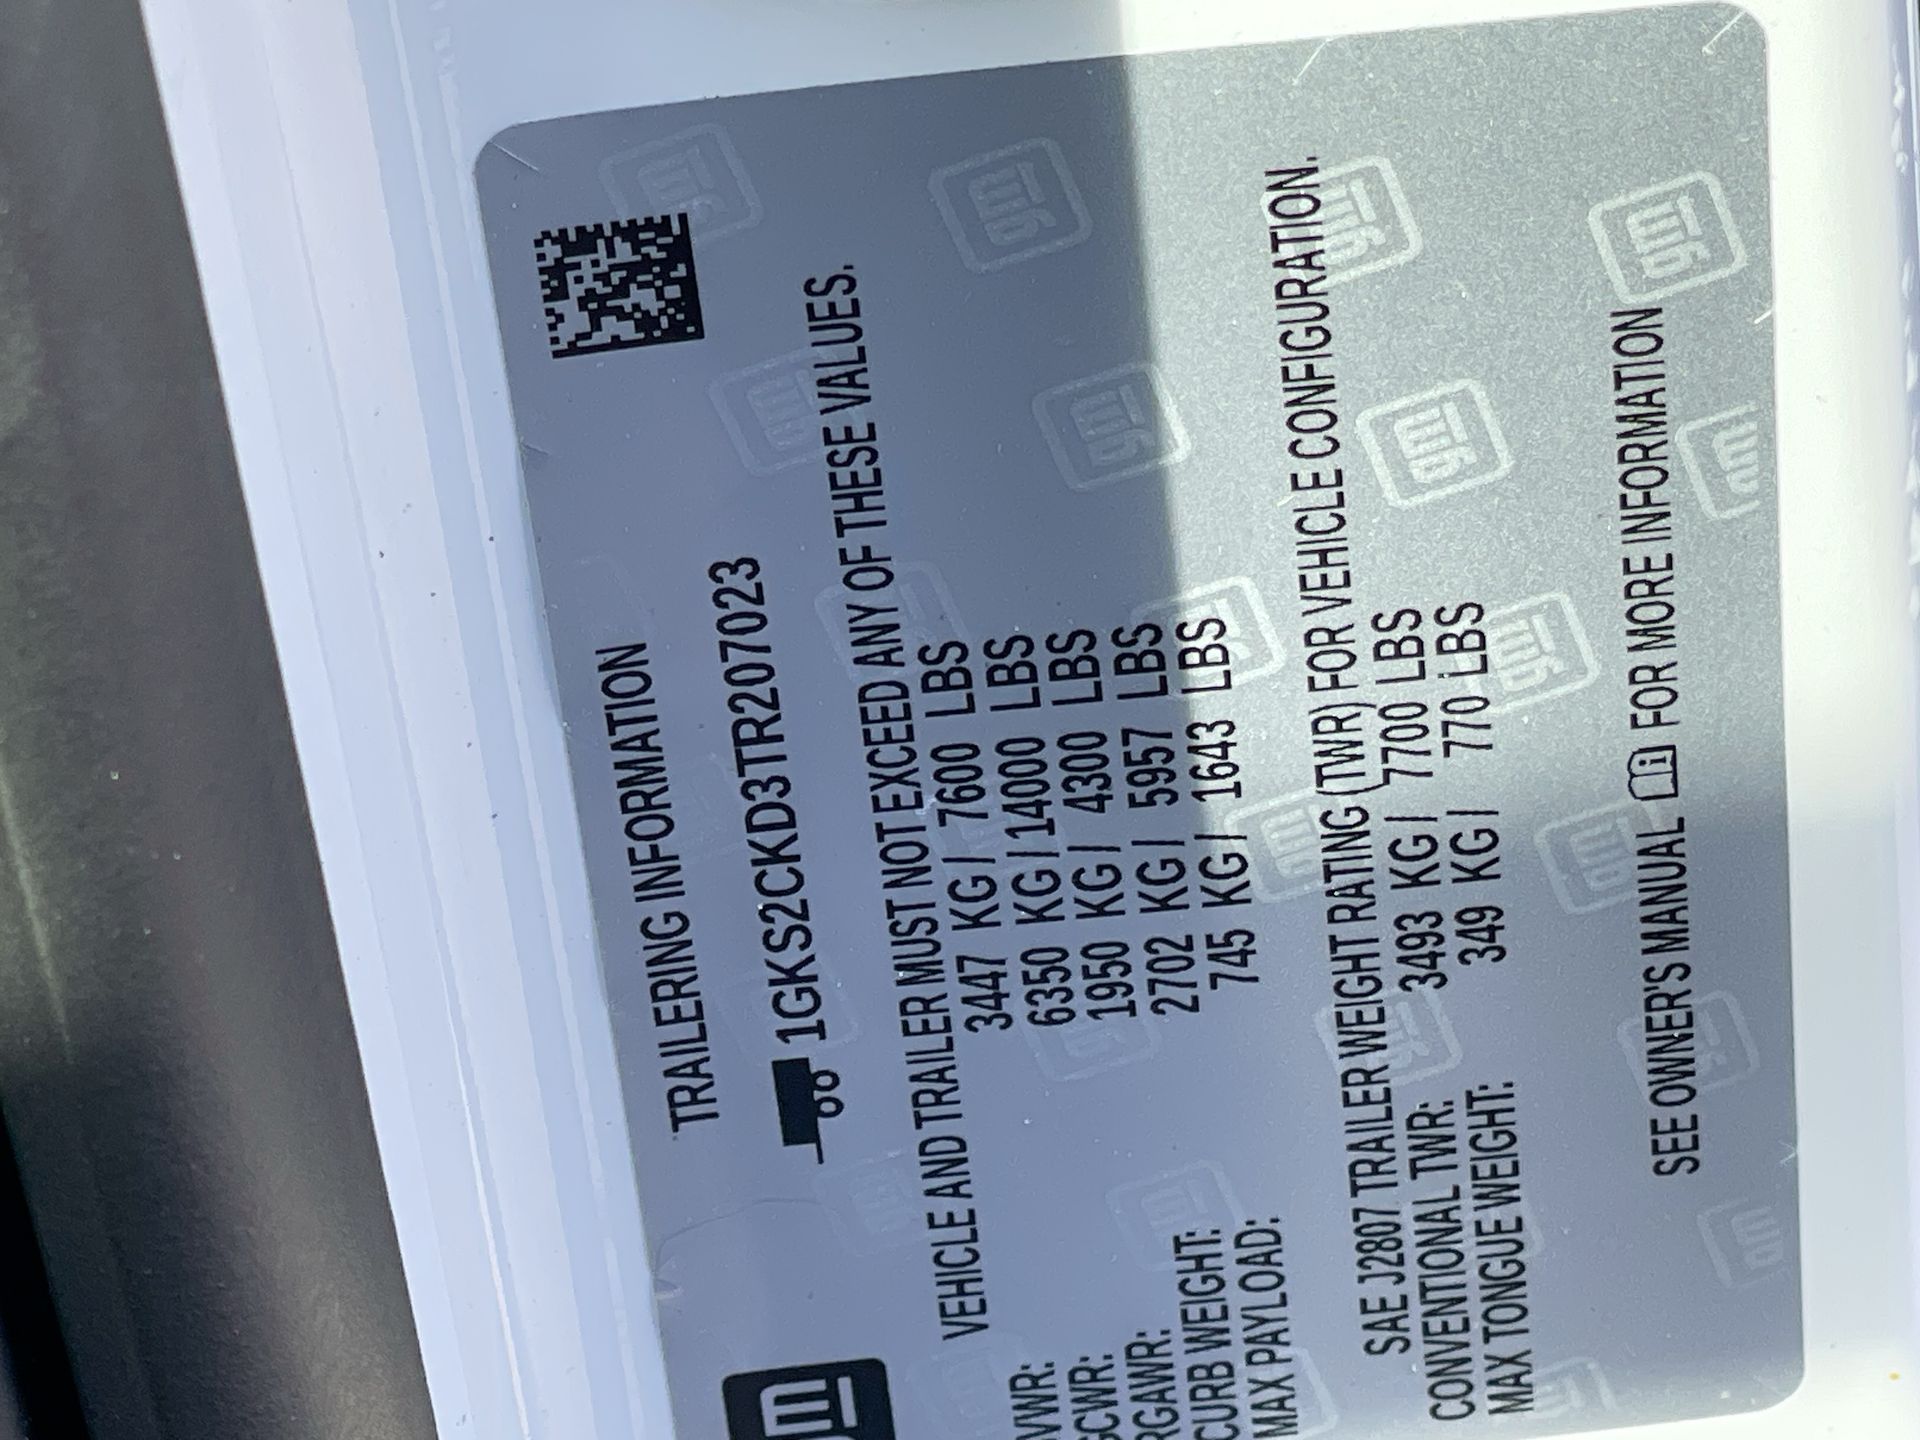 TRAILERING INFORMATION
1GKS2CKD3TR207023
VEHICLE AND TRAILER MUST NOT EXCEED ANY OF THESE VALUES.
VWR: 3447 KG / 7600 LBS
GCWR: 6350 KG / 14000 LBS
RGAWR: 1950 KG / 4300 LBS
CURB WEIGHT: 2702 KG / 5957 LBS
MAX PAYLOAD: 745 KG / 1643 LBS
SAE J2807 TRAILER WEIGHT RATING (TWR) FOR VEHICLE CONFIGURATION.
CONVENTIONAL TWR: 3493 KG / 7700 LBS
MAX TONGUE WEIGHT: 349 KG / 770 LBS
SEE OWNER'S MANUAL FOR MORE INFORMATION
gm